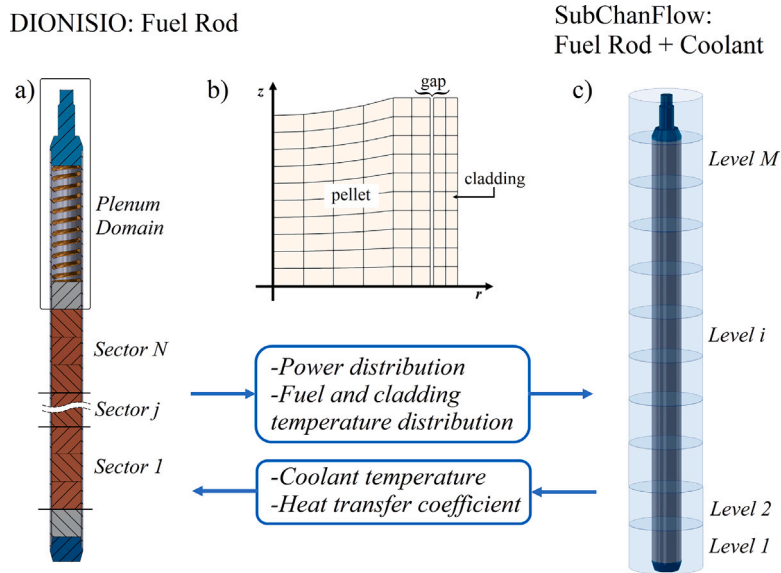 DIONISIO: Fuel Rod
SubChanFlow:
Fuel Rod + Coolant
a)
b)
c)
z
gap
pellet
cladding
r
Plenum
Domain
Sector N
Sector j
Sector 1
-Power distribution
-Fuel and cladding
temperature distribution
-Coolant temperature
-Heat transfer coefficient
Level M
Level i
Level 2
Level 1